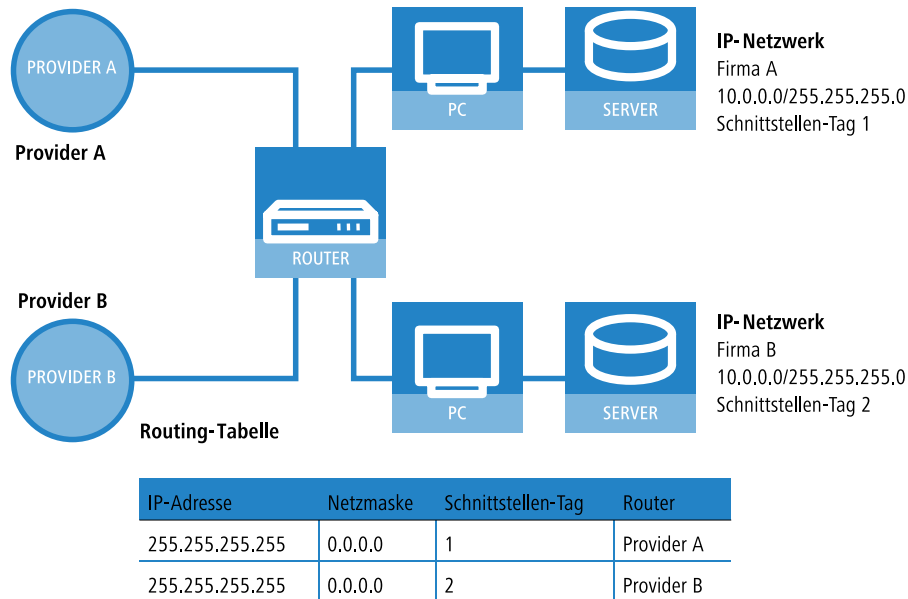 PROVIDER A
Provider A
PC
SERVER
IP-Netzwerk
Firma A
10.0.0.0/255.255.255.0
Schnittstellen-Tag 1
ROUTER
Provider B
PROVIDER B
PC
SERVER
IP-Netzwerk
Firma B
10.0.0.0/255.255.255.0
Schnittstellen-Tag 2
Routing-Tabelle
IP-Adresse Netzmaske Schnittstellen-Tag Router
255.255.255.255 0.0.0.0 1 Provider A
255.255.255.255 0.0.0.0 2 Provider B